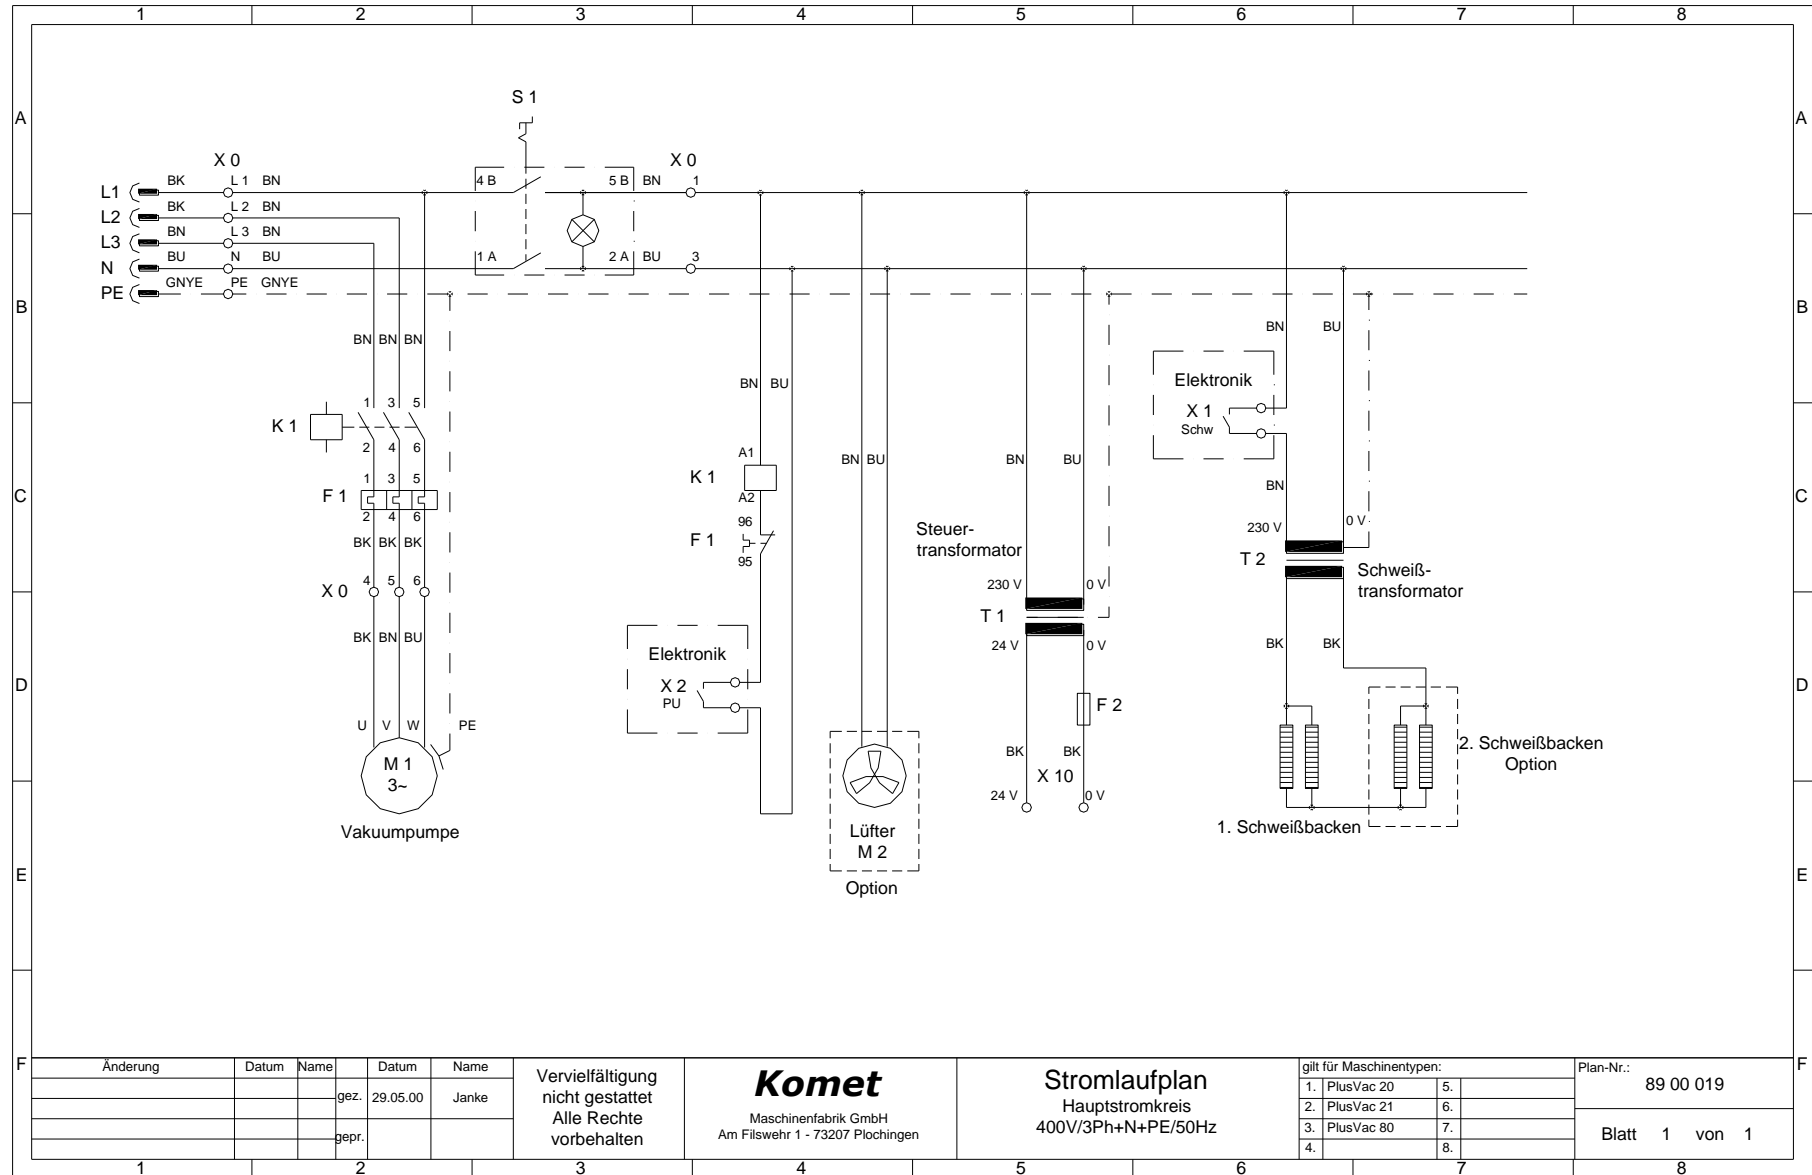 1 2 3 4 5 6 7 8
A A
B B
C C
D D
E E
F F
S 1
X 0 X 0
L1 BK L 1 BN 4 B 5 B BN 1
L2 BK L 2 BN
L3 BN L 3 BN
N BU N BU 1 A 2 A BU 3
PE GNYE PE GNYE
BN BN BN
1 3 5
K 1
2 4 6
1 3 5
F 1
2 4 6
BK BK BK
4 5 6
X 0
BK BN BU
U V W PE
M 1
3~
Vakuumpumpe
BN BU
A1
K 1
A2
96
F 1
95
Elektronik
X 2
PU
BN BU
Lüfter
M 2
Option
BN BU
Steuer-
transformator
230 V 0 V
T 1
24 V 0 V
F 2
BK BK
X 10
24 V 0 V
BN BU
Elektronik
X 1
Schw
BN
230 V 0 V
T 2
Schweiß-
transformator
BK BK
2. Schweißbacken
Option
1. Schweißbacken
Änderung Datum Name Datum Name
gez. 29.05.00 Janke
gepr.
Vervielfältigung
nicht gestattet
Alle Rechte
vorbehalten
Komet
Maschinenfabrik GmbH
Am Filswehr 1 - 73207 Plochingen
Stromlaufplan
Hauptstromkreis
400V/3Ph+N+PE/50Hz
gilt für Maschinentypen:
1. PlusVac 20 5.
2. PlusVac 21 6.
3. PlusVac 80 7.
4. 8.
Plan-Nr.:
89 00 019
Blatt 1 von 1
1 2 3 4 5 6 7 8